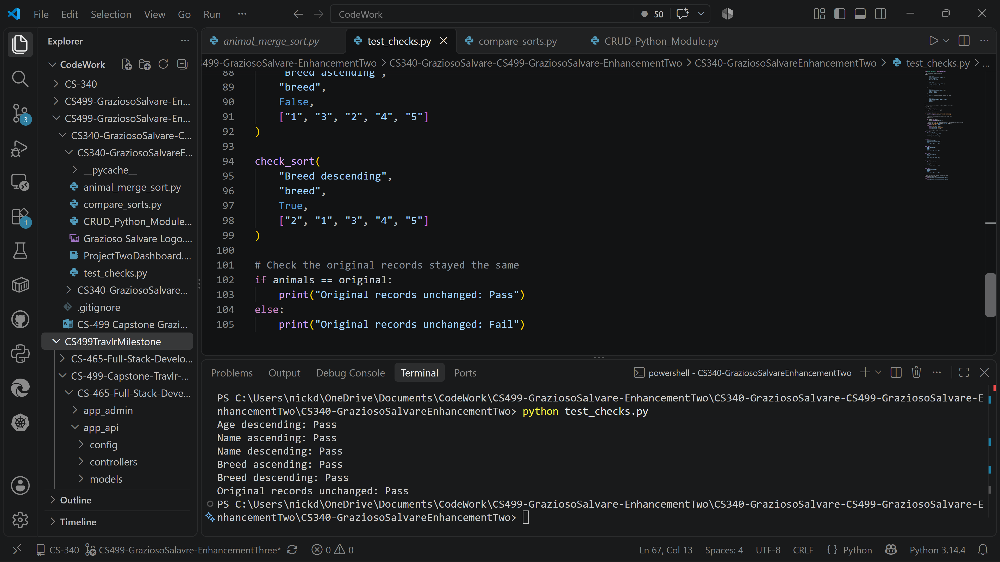 File Edit Selection View Go Run ···
CodeWork
50
Explorer
CodeWork
CS-340
CS499-GraziosoSalvare-En...
CS499-GraziosoSalvare-En...
CS340-GraziosoSalvare-C...
CS340-GraziosoSalvareE...
__pycache__
animal_merge_sort.py
compare_sorts.py
CRUD_Python_Module...
Grazioso Salvare Logo....
ProjectTwoDashboard....
test_checks.py
CS340-GraziosoSalvare...
.gitignore
CS-499 Capstone Grazi...
CS499TravlrMilestone
CS-465-Full-Stack-Develo...
CS-499-Capstone-Travlr-...
CS-465-Full-Stack-Deve...
app_admin
app_api
config
controllers
models
Outline
Timeline
3
1
animal_merge_sort.py test_checks.py compare_sorts.py CRUD_Python_Module.py
S499-GraziosoSalvare-EnhancementTwo > CS340-GraziosoSalvare-CS499-GraziosoSalvare-EnhancementTwo > CS340-GraziosoSalvareEnhancementTwo > test_checks.py > ...
88 "Breed ascending",
89 "breed",
90 False,
91 ["1", "3", "2", "4", "5"]
92 )
93
94 check_sort(
95 "Breed descending",
96 "breed",
97 True,
98 ["2", "1", "3", "4", "5"]
99 )
100
101 # Check the original records stayed the same
102 if animals == original:
103 print("Original records unchanged: Pass")
104 else:
105 print("Original records unchanged: Fail")
Problems Output Debug Console Terminal Ports
powershell - CS340-GraziosoSalvareEnhancementTwo
PS C:\Users\nickd\OneDrive\Documents\CodeWork\CS499-GraziosoSalvare-EnhancementTwo\CS340-GraziosoSalvare-CS499-GraziosoSalvare-E
nhancementTwo\CS340-GraziosoSalvareEnhancementTwo> python test_checks.py
Age descending: Pass
Name ascending: Pass
Name descending: Pass
Breed ascending: Pass
Breed descending: Pass
Original records unchanged: Pass
PS C:\Users\nickd\OneDrive\Documents\CodeWork\CS499-GraziosoSalvare-EnhancementTwo\CS340-GraziosoSalvare-CS499-GraziosoSalvare-E
nhancementTwo\CS340-GraziosoSalvareEnhancementTwo>
CS-340 CS499-GraziosoSalavre-EnhancementThree* 0 0
Ln 67, Col 13 Spaces: 4 UTF-8 CRLF {} Python Python 3.14.4